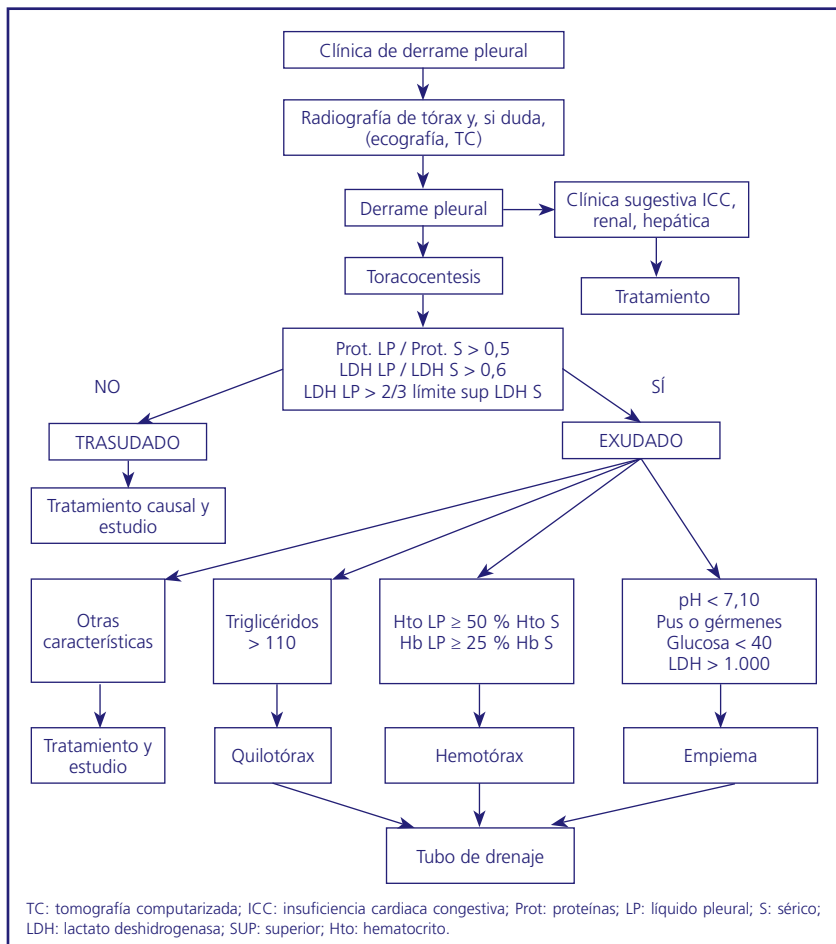 Clínica de derrame pleural
Radiografía de tórax y, si duda,
(ecografía, TC)
Derrame pleural
Clínica sugestiva ICC,
renal, hepática
Toracocentesis
Tratamiento
Prot. LP / Prot. S > 0,5
LDH LP / LDH S > 0,6
LDH LP > 2/3 límite sup LDH S
NO
SÍ
TRASUDADO
EXUDADO
Tratamiento causal y
estudio
Otras
características
Triglicéridos
> 110
Hto LP ≥ 50 % Hto S
Hb LP ≥ 25 % Hb S
pH < 7,10
Pus o gérmenes
Glucosa < 40
LDH > 1.000
Tratamiento y
estudio
Quilotórax
Hemotórax
Empiema
Tubo de drenaje
TC: tomografía computarizada; ICC: insuficiencia cardiaca congestiva; Prot: proteínas; LP: líquido pleural; S: sérico;
LDH: lactato deshidrogenasa; SUP: superior; Hto: hematocrito.